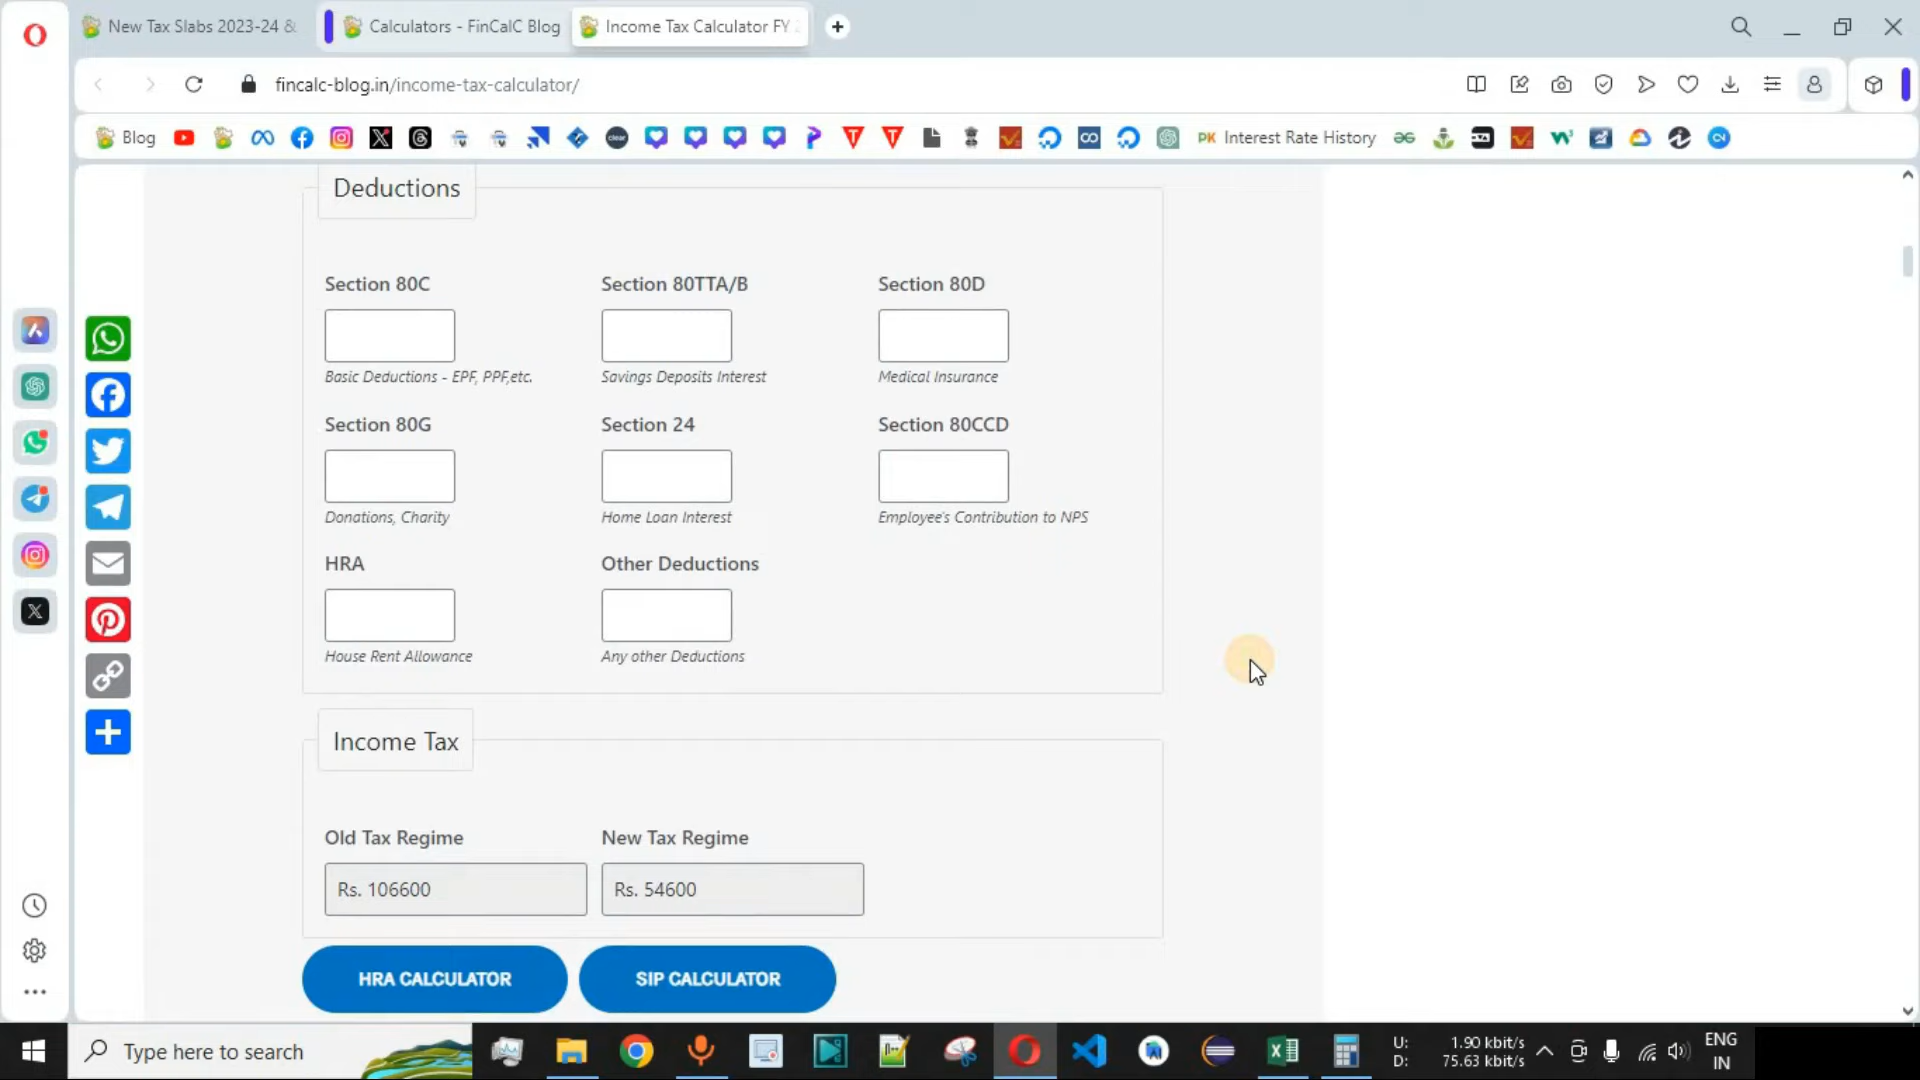 New Tax Slabs 2023-24 &
Calculators - FinCalC Blog
Income Tax Calculator FY
fincalc-blog.in/income-tax-calculator/
Blog
PK Interest Rate History
Deductions
Section 80C
Section 80TTA/B
Section 80D
Basic Deductions - EPF, PPF,etc.
Savings Deposits Interest
Medical Insurance
Section 80G
Section 24
Section 80CCD
Donations, Charity
Home Loan Interest
Employee's Contribution to NPS
HRA
Other Deductions
House Rent Allowance
Any other Deductions
Income Tax
Old Tax Regime
New Tax Regime
Rs. 106600
Rs. 54600
HRA CALCULATOR
SIP CALCULATOR
Type here to search
U: 1.90 kbit/s
D: 75.63 kbit/s
ENG
IN